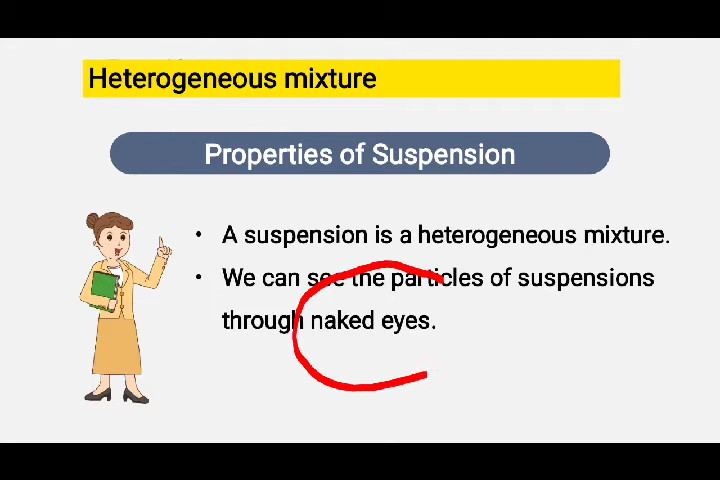 Heterogeneous mixture
Properties of Suspension
• A suspension is a heterogeneous mixture.
• We can see the particles of suspensions
through naked eyes.